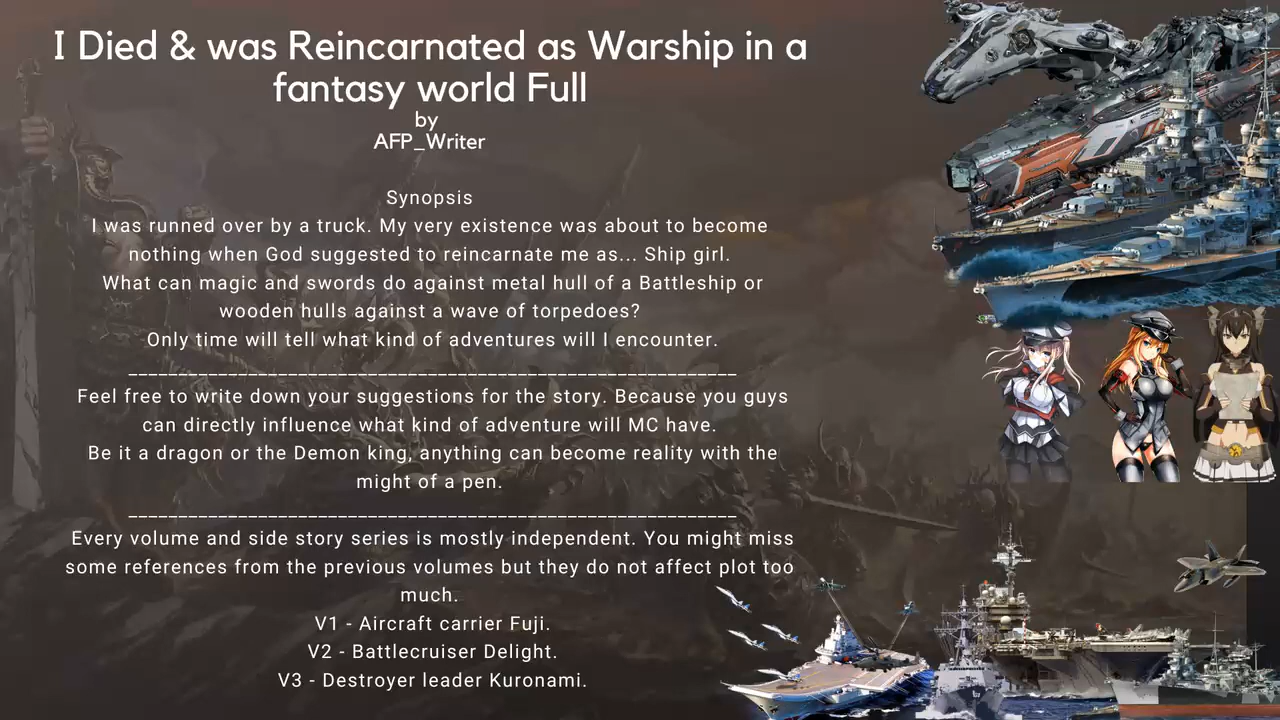 I Died & was Reincarnated as Warship in a
fantasy world Full
by
AFP_Writer
Synopsis
I was runned over by a truck. My very existence was about to become
nothing when God suggested to reincarnate me as... Ship girl.
What can magic and swords do against metal hull of a Battleship or
wooden hulls against a wave of torpedoes?
Only time will tell what kind of adventures will I encounter.
_____________________________________________________________
Feel free to write down your suggestions for the story. Because you guys
can directly influence what kind of adventure will MC have.
Be it a dragon or the Demon king, anything can become reality with the
might of a pen.
_____________________________________________________________
Every volume and side story series is mostly independent. You might miss
some references from the previous volumes but they do not affect plot too
much.
V1 - Aircraft carrier Fuji.
V2 - Battlecruiser Delight.
V3 - Destroyer leader Kuronami.